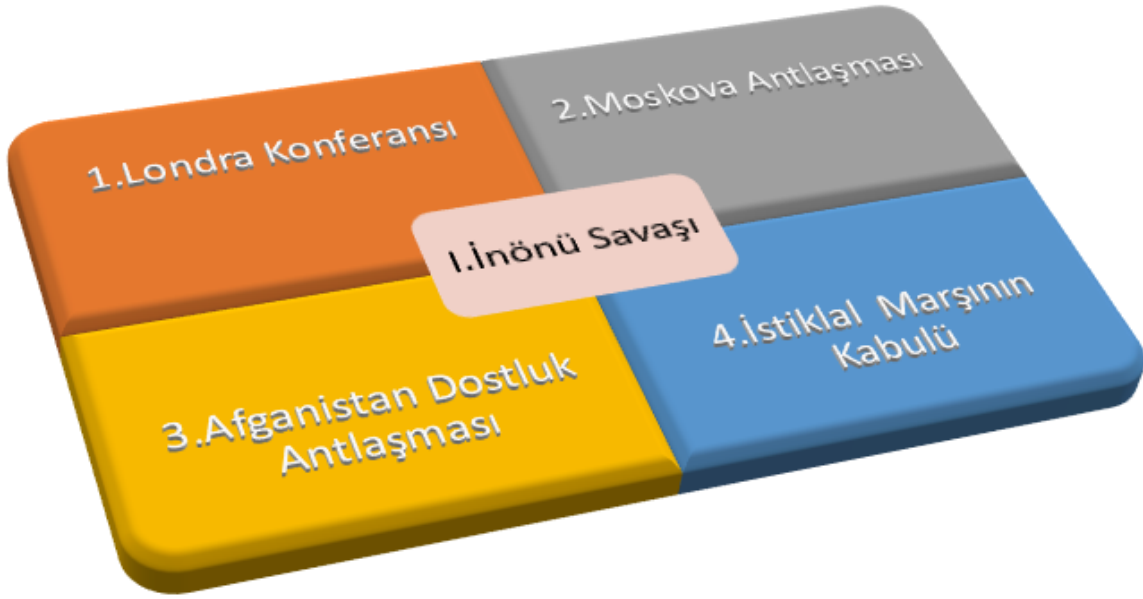 1.Londra Konferansı
2.Moskova Antlaşması
I.İnönü Savaşı
3.Afganistan Dostluk
Antlaşması
4.İstiklal Marşının
Kabulü